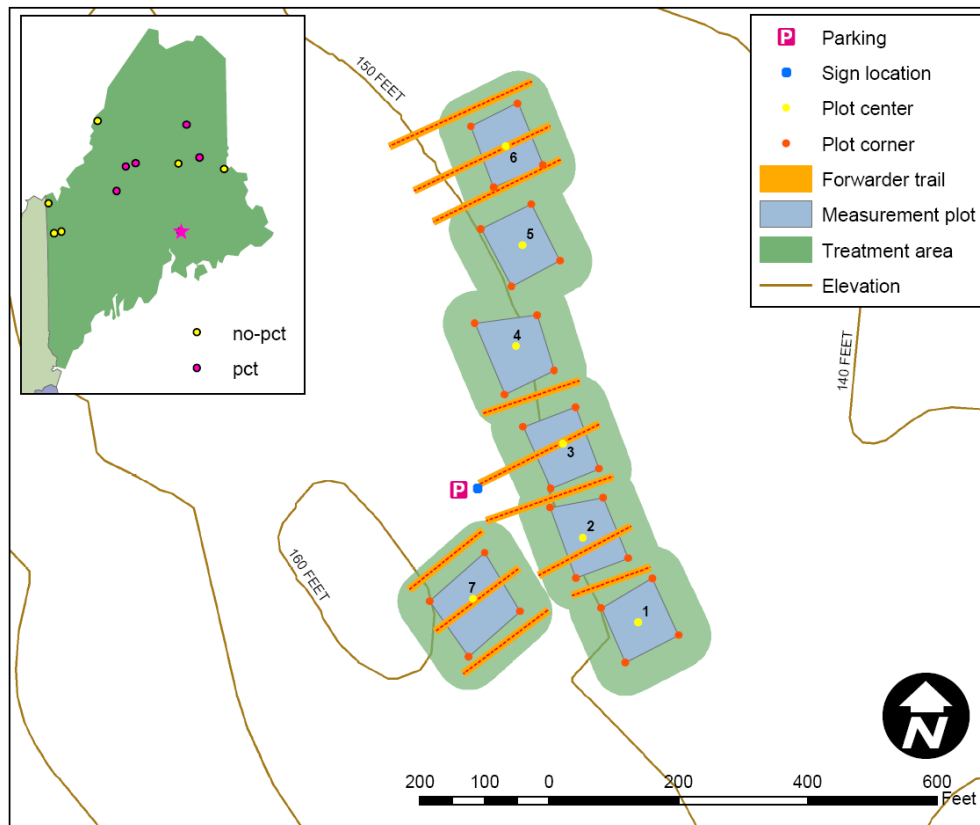 no-pct
pct
P Parking
Sign location
Plot center
Plot corner
Forwarder trail
Measurement plot
Treatment area
Elevation
150 FEET
140 FEET
160 FEET
6
5
4
3
2
1
7
P
N
200 100 0 200 400 600
Feet